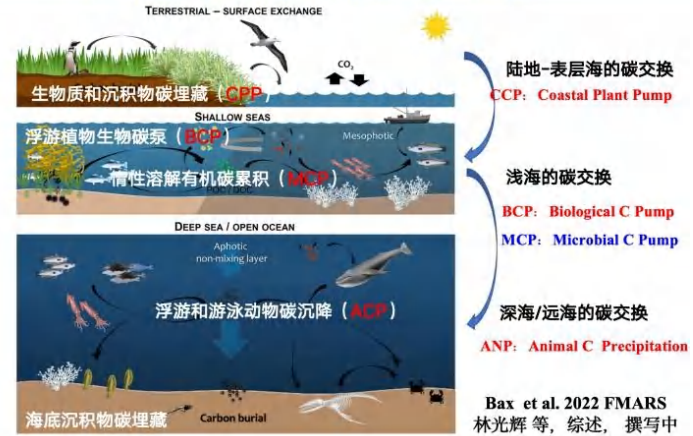 TERRESTRIAL – SURFACE EXCHANGE
CO₂
生物质和沉积物碳埋藏（CPP）
SHALLOW SEAS
浮游植物生物碳泵（BCP）
Mesophotic
惰性溶解有机碳累积（MCP）
POC/DOC
DEEP SEA / OPEN OCEAN
Aphotic
non-mixing layer
浮游和游泳动物碳沉降（ACP）
海底沉积物碳埋藏
Carbon burial
陆地-表层海的碳交换
CCP：Coastal Plant Pump
浅海的碳交换
BCP：Biological C Pump
MCP：Microbial C Pump
深海/远海的碳交换
ANP：Animal C Precipitation
Bax et al. 2022 FMARS
林光辉 等，综述， 撰写中